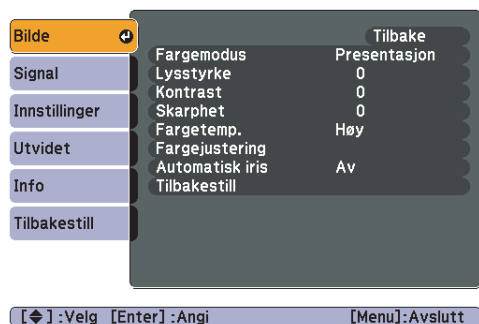 Bilde
Signal
Innstillinger
Utvidet
Info
Tilbakestill
Tilbake
Fargemodus Presentasjon
Lysstyrke 0
Kontrast 0
Skarphet 0
Fargetemp. Høy
Fargejustering
Automatisk iris Av
Tilbakestill
[ ] :Velg [Enter] :Angi [Menu]:Avslutt